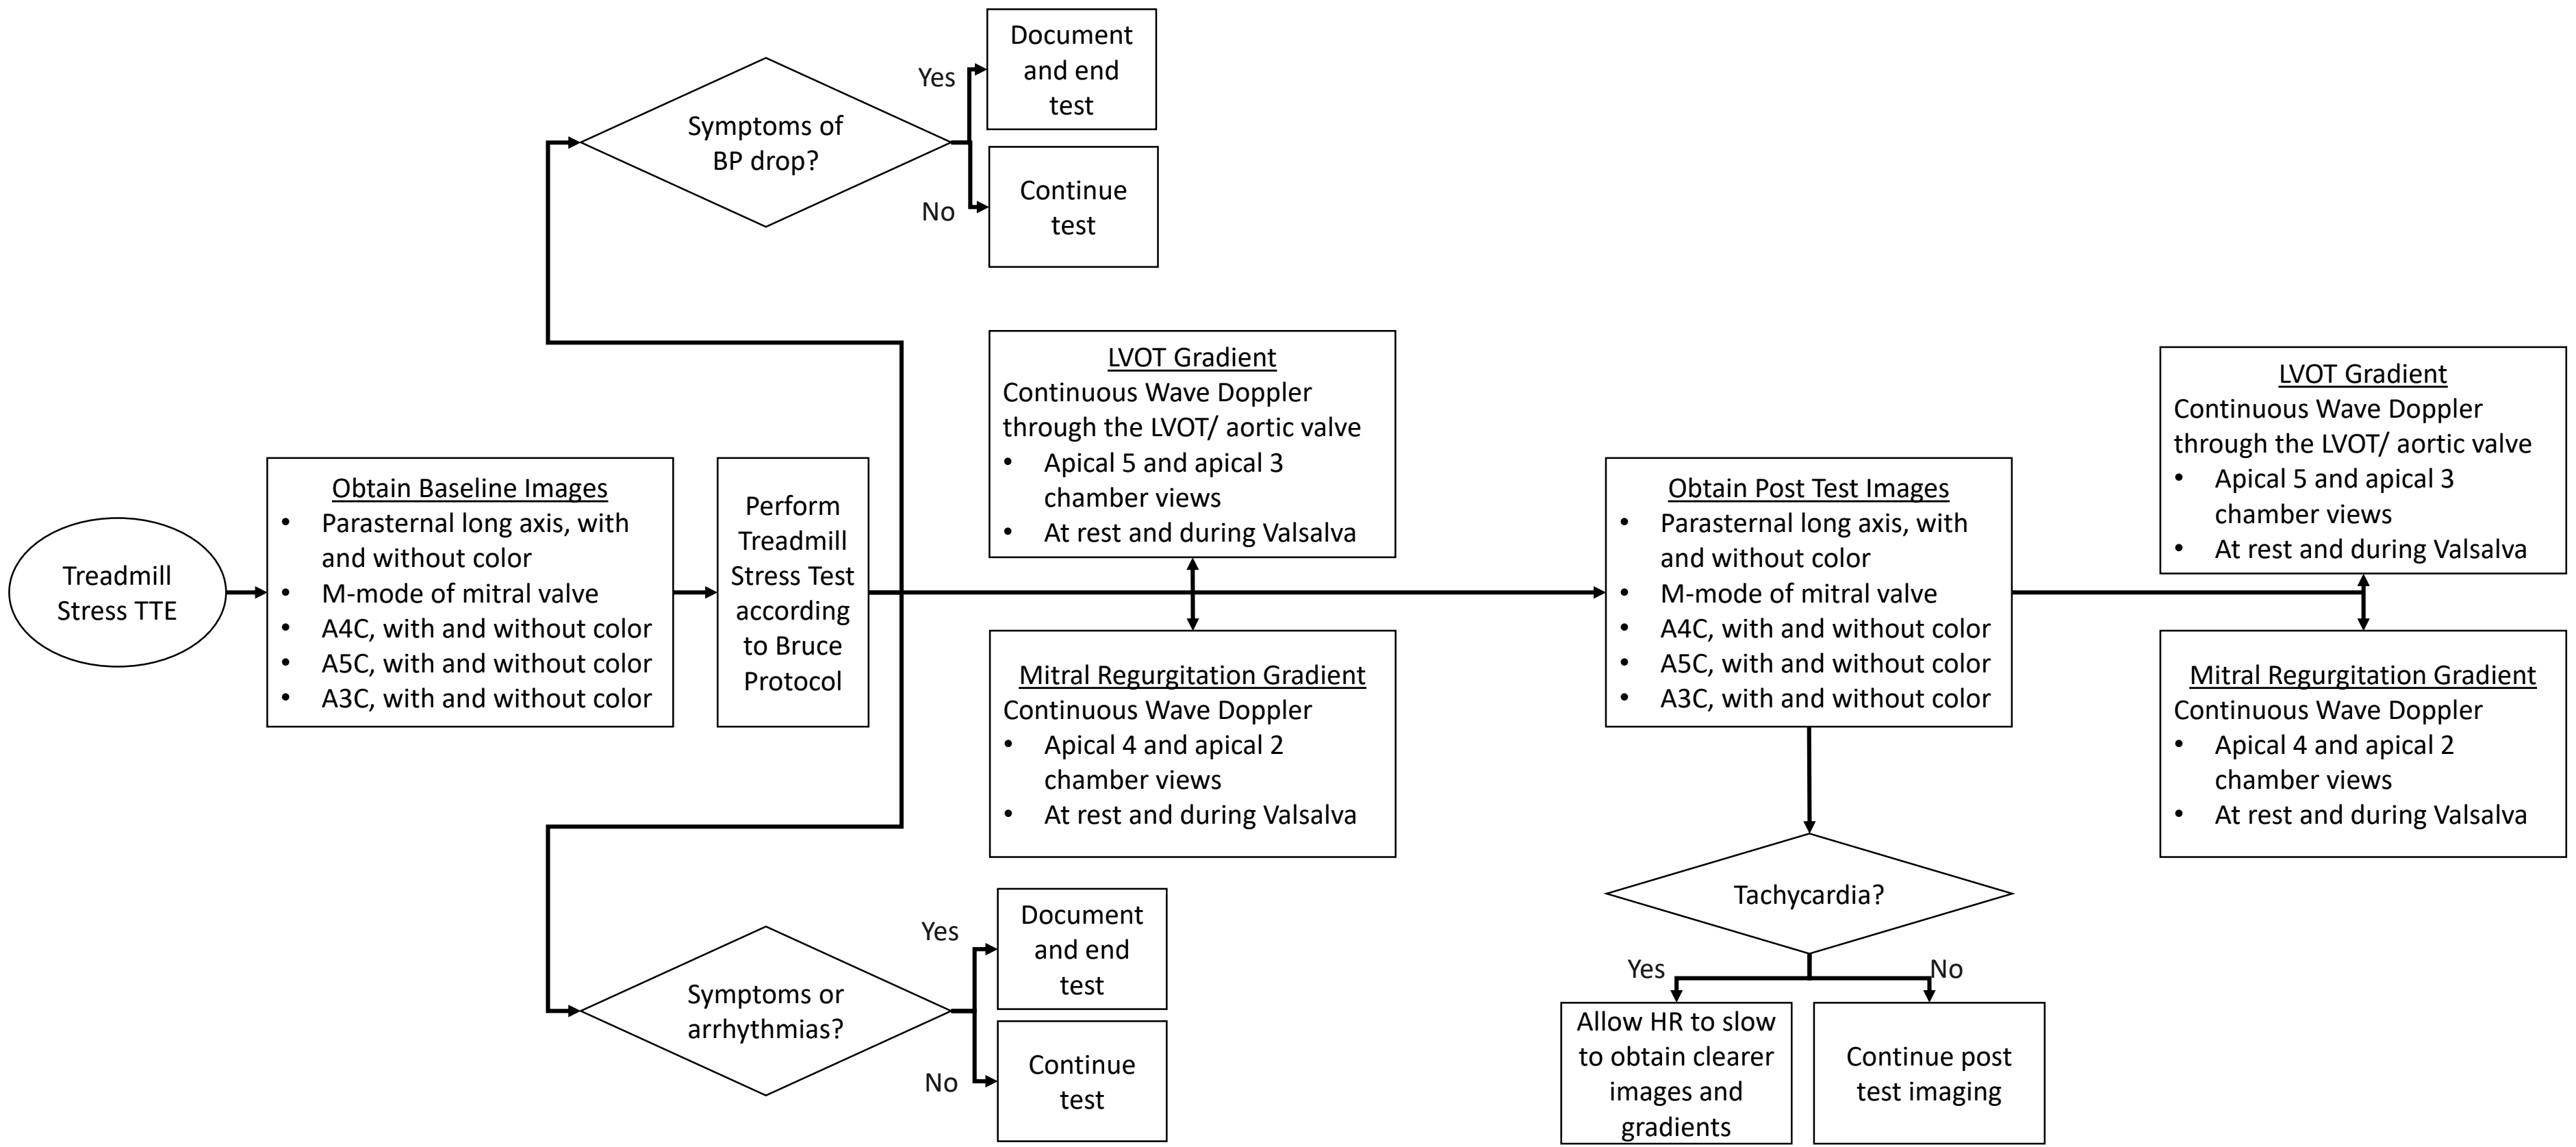 Treadmill
Stress TTE
Obtain Baseline Images
• Parasternal long axis, with
and without color
• M-mode of mitral valve
• A4C, with and without color
• A5C, with and without color
• A3C, with and without color
Perform
Treadmill
Stress Test
according
to Bruce
Protocol
Symptoms of
BP drop?
Yes
Document
and end
test
No
Continue
test
Symptoms or
arrhythmias?
Yes
Document
and end
test
No
Continue
test
LVOT Gradient
Continuous Wave Doppler
through the LVOT/ aortic valve
• Apical 5 and apical 3
chamber views
• At rest and during Valsalva
Mitral Regurgitation Gradient
Continuous Wave Doppler
• Apical 4 and apical 2
chamber views
• At rest and during Valsalva
Obtain Post Test Images
• Parasternal long axis, with
and without color
• M-mode of mitral valve
• A4C, with and without color
• A5C, with and without color
• A3C, with and without color
Tachycardia?
Yes
Allow HR to slow
to obtain clearer
images and
gradients
No
Continue post
test imaging
LVOT Gradient
Continuous Wave Doppler
through the LVOT/ aortic valve
• Apical 5 and apical 3
chamber views
• At rest and during Valsalva
Mitral Regurgitation Gradient
Continuous Wave Doppler
• Apical 4 and apical 2
chamber views
• At rest and during Valsalva